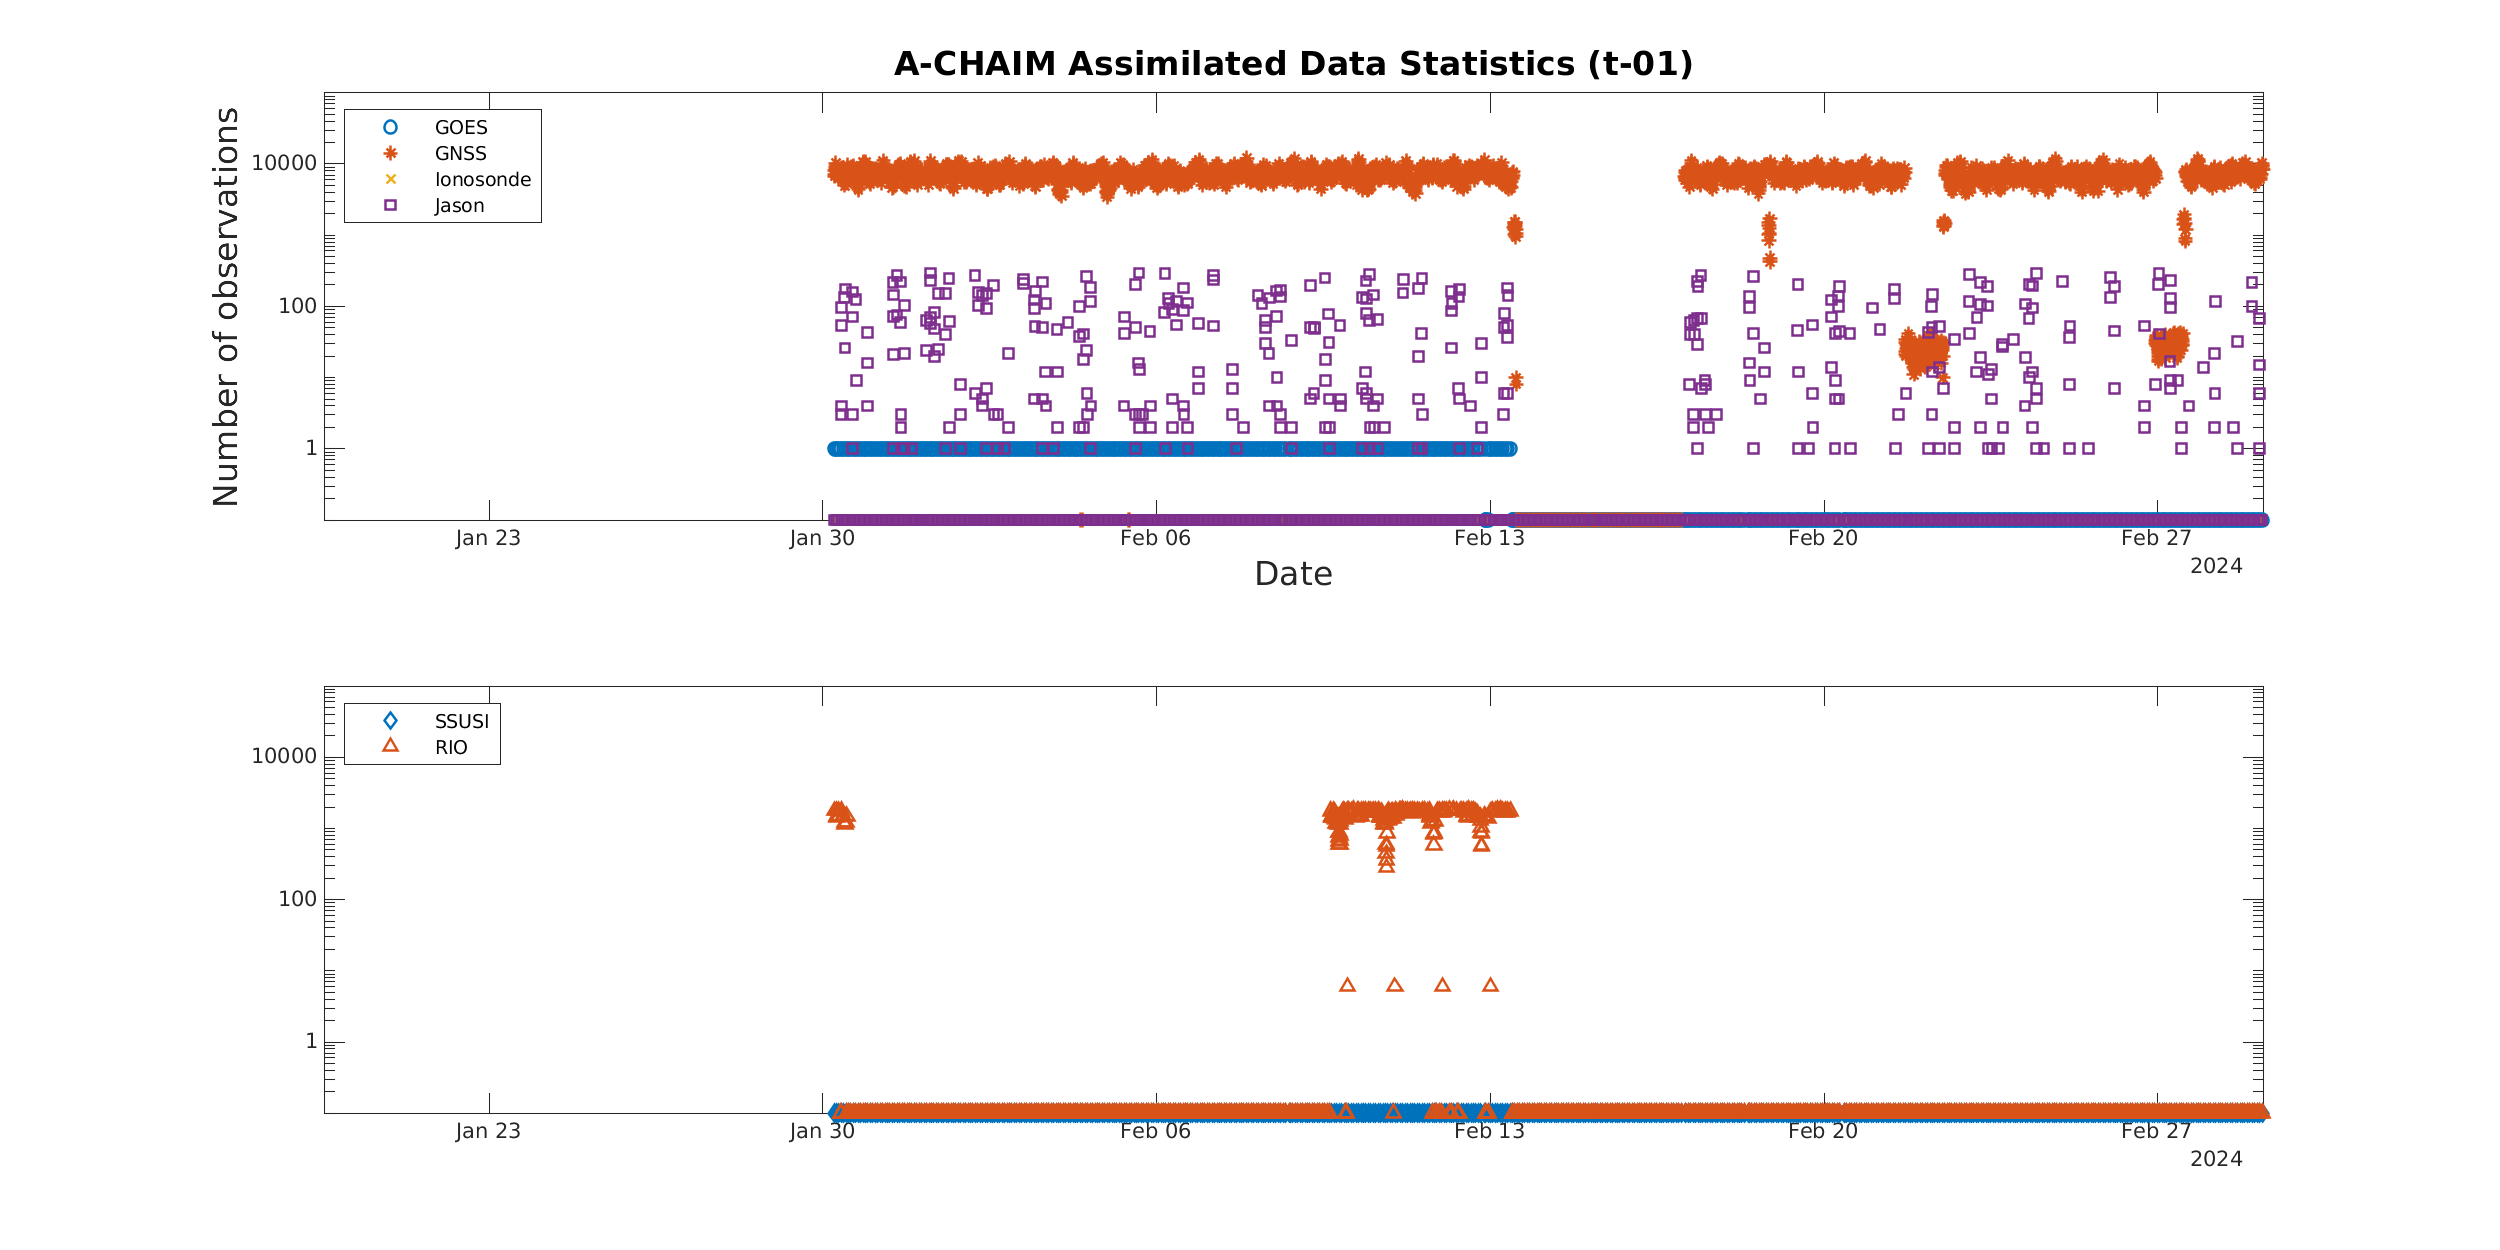 A-CHAIM Assimilated Data Statistics (t-01)
Number of observations
10000
100
1
GOES
GNSS
Ionosonde
Jason
Jan 23
Jan 30
Feb 06
Feb 13
Feb 20
Feb 27
2024
Date
10000
100
1
SSUSI
RIO
Jan 23
Jan 30
Feb 06
Feb 13
Feb 20
Feb 27
2024